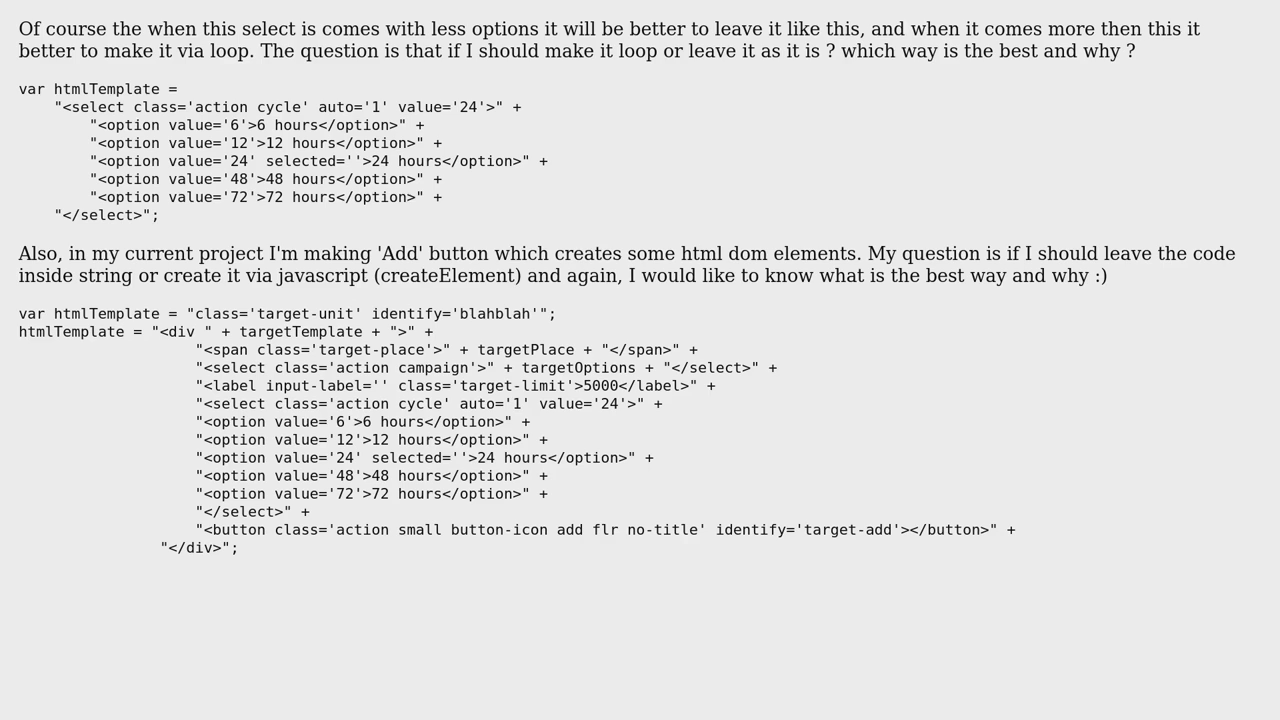 Of course the when this select is comes with less options it will be better to leave it like this, and when it comes more then this it
better to make it via loop. The question is that if I should make it loop or leave it as it is ? which way is the best and why ?
var htmlTemplate =
    "<select class='action cycle' auto='1' value='24'>" +
        "<option value='6'>6 hours</option>" +
        "<option value='12'>12 hours</option>" +
        "<option value='24' selected=''>24 hours</option>" +
        "<option value='48'>48 hours</option>" +
        "<option value='72'>72 hours</option>" +
    "</select>";
Also, in my current project I'm making 'Add' button which creates some html dom elements. My question is if I should leave the code
inside string or create it via javascript (createElement) and again, I would like to know what is the best way and why :)
var htmlTemplate = "class='target-unit' identify='blahblah'";
htmlTemplate = "<div " + targetTemplate + ">" +
                    "<span class='target-place'>" + targetPlace + "</span>" +
                    "<select class='action campaign'>" + targetOptions + "</select>" +
                    "<label input-label='' class='target-limit'>5000</label>" +
                    "<select class='action cycle' auto='1' value='24'>" +
                    "<option value='6'>6 hours</option>" +
                    "<option value='12'>12 hours</option>" +
                    "<option value='24' selected=''>24 hours</option>" +
                    "<option value='48'>48 hours</option>" +
                    "<option value='72'>72 hours</option>" +
                    "</select>" +
                    "<button class='action small button-icon add flr no-title' identify='target-add'></button>" +
                "</div>";